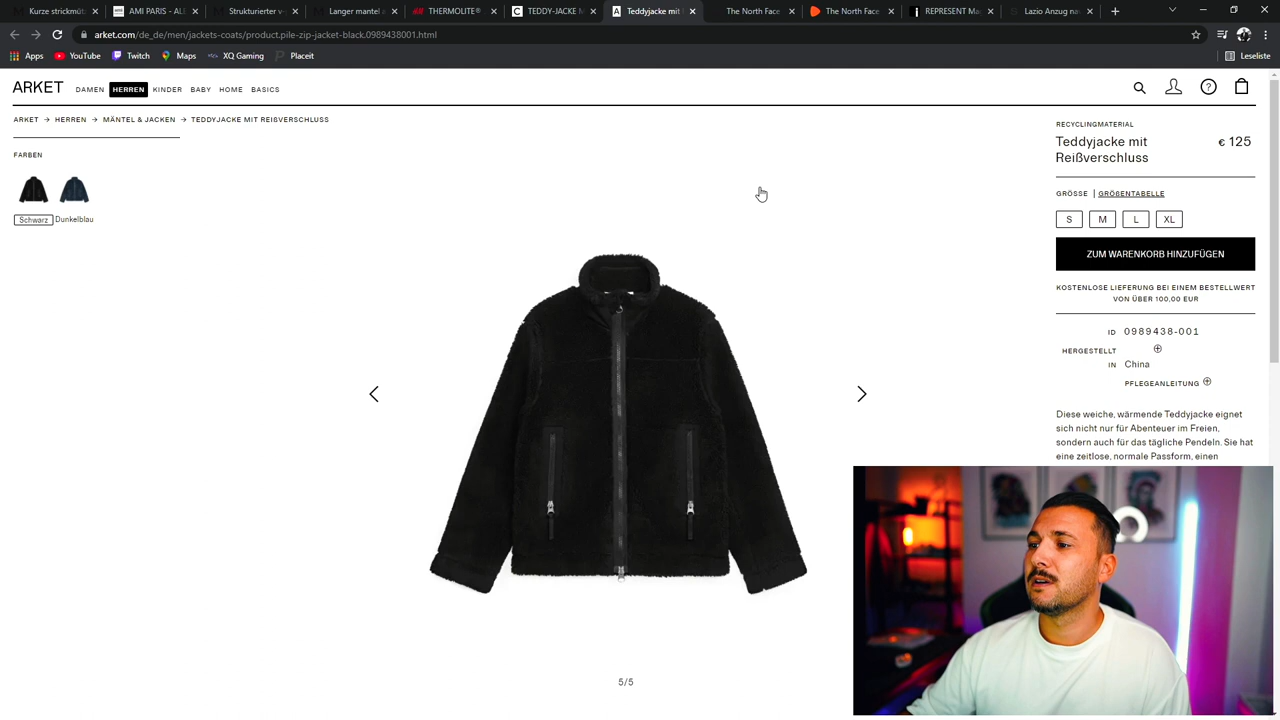 Kurze strickmüt
AMI PARIS - ALL
Strukturierter v
Langer mantel a
THERMOLITE®
TEDDYJACKE M
Teddyjacke mit
The North Face
The North Face
REPRESENT Mag
Lazio Anzug na
arket.com/de_de/men/jackets-coats/product.pile-zip-jacket-black.0989438001.html
Apps
YouTube
Twitch
Maps
XQ Gaming
Placeit
Leseliste
ARKET
DAMEN
HERREN
KINDER
BABY
HOME
BASICS
ARKET → HERREN → MÄNTEL & JACKEN → TEDDYJACKE MIT REIßVERSCHLUSS
FARBEN
Schwarz
Dunkelblau
5/5
RECYCLINGMATERIAL
Teddyjacke mit
Reißverschluss
€ 125
GRÖSSE | GRÖßENTABELLE
S M L XL
ZUM WARENKORB HINZUFÜGEN
KOSTENLOSE LIEFERUNG BEI EINEM BESTELLWERT
VON ÜBER 100,00 EUR
ID 0989438-001
HERGESTELLT
IN China
PFLEGEANLEITUNG
Diese weiche, wärmende Teddyjacke eignet
sich nicht nur für Abenteuer im Freien,
sondern auch für das tägliche Pendeln. Sie hat
eine zeitlose, normale Passform, einen